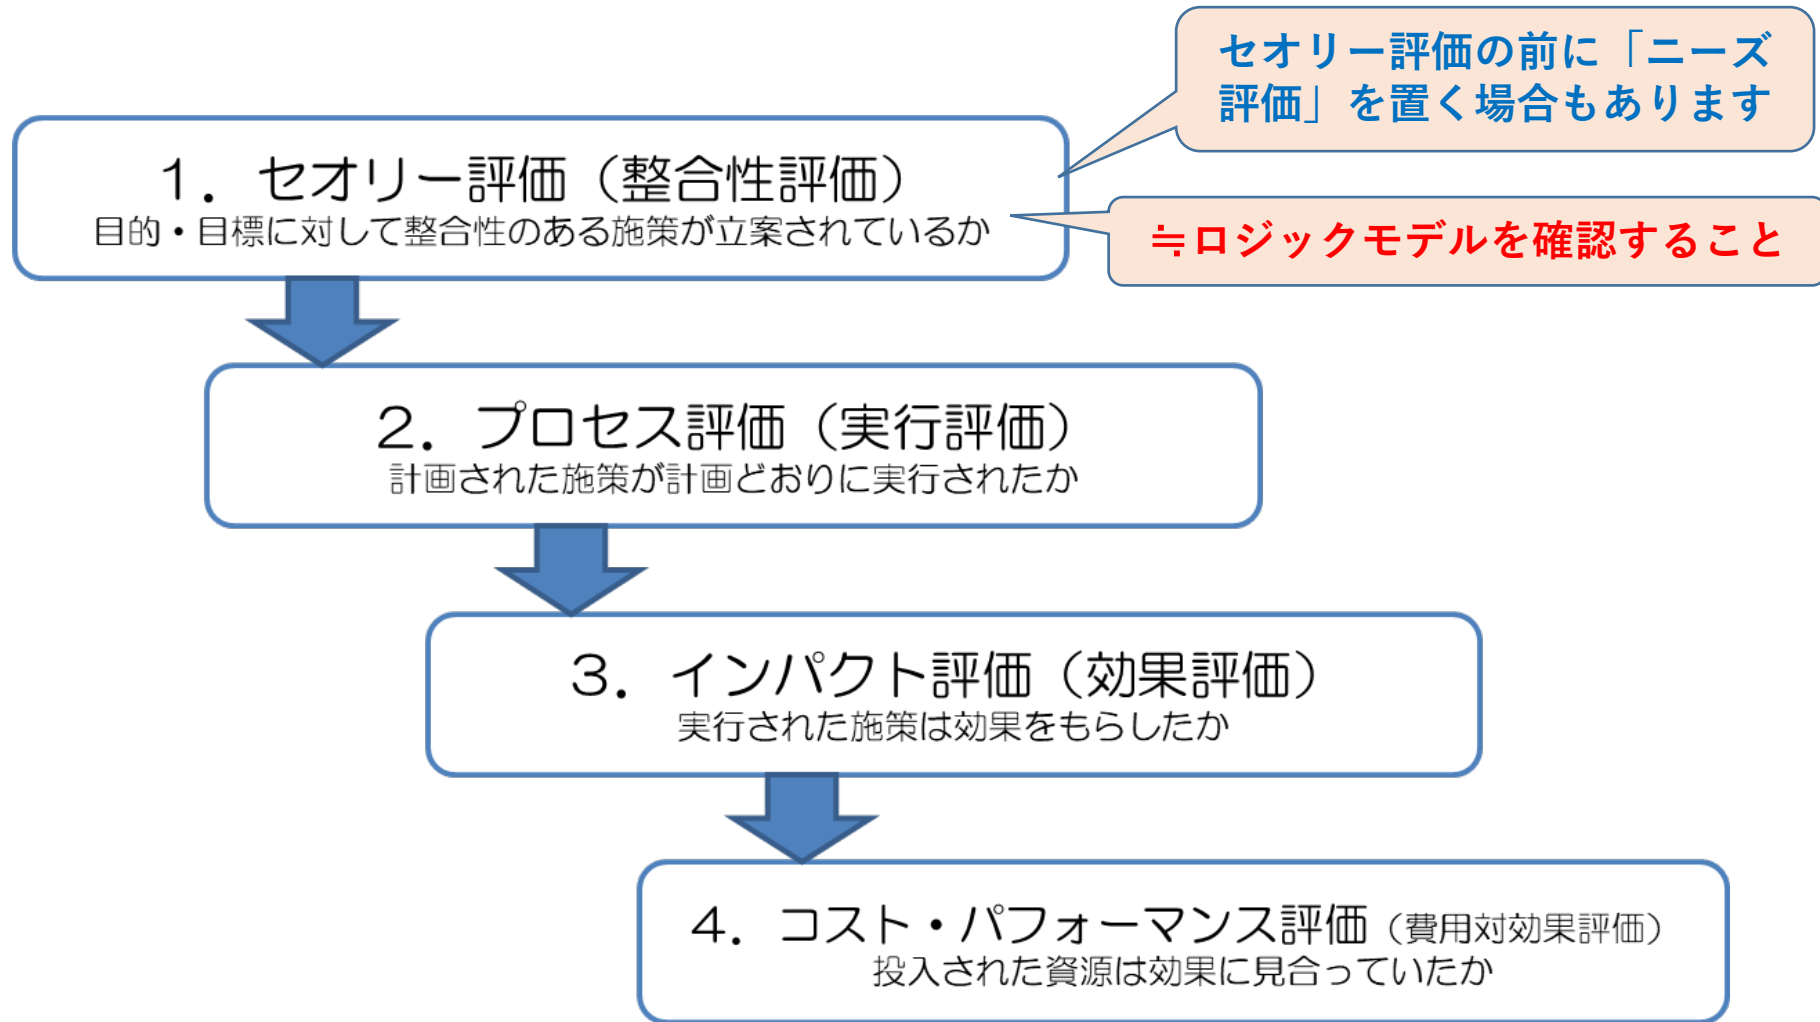 セオリー評価の前に「ニーズ
評価」を置く場合もあります
１．セオリー評価（整合性評価）
目的・目標に対して整合性のある施策が立案されているか
≒ロジックモデルを確認すること
２．プロセス評価（実行評価）
計画された施策が計画どおりに実行されたか
３．インパクト評価（効果評価）
実行された施策は効果をもらしたか
４．コスト・パフォーマンス評価（費用対効果評価）
投入された資源は効果に見合っていたか